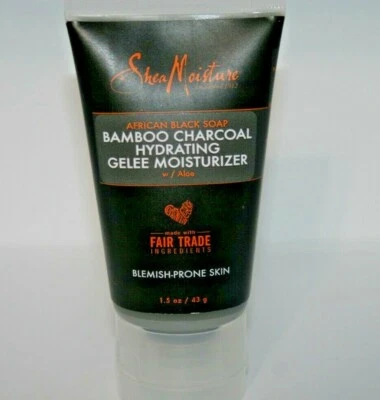 SheaMoisture
AFRICAN BLACK SOAP
BAMBOO CHARCOAL
HYDRATING
GELEE MOISTURIZER
w/ Aloe
made with
FAIR TRADE
INGREDIENTS
BLEMISH-PRONE SKIN
1.5 oz / 43 g